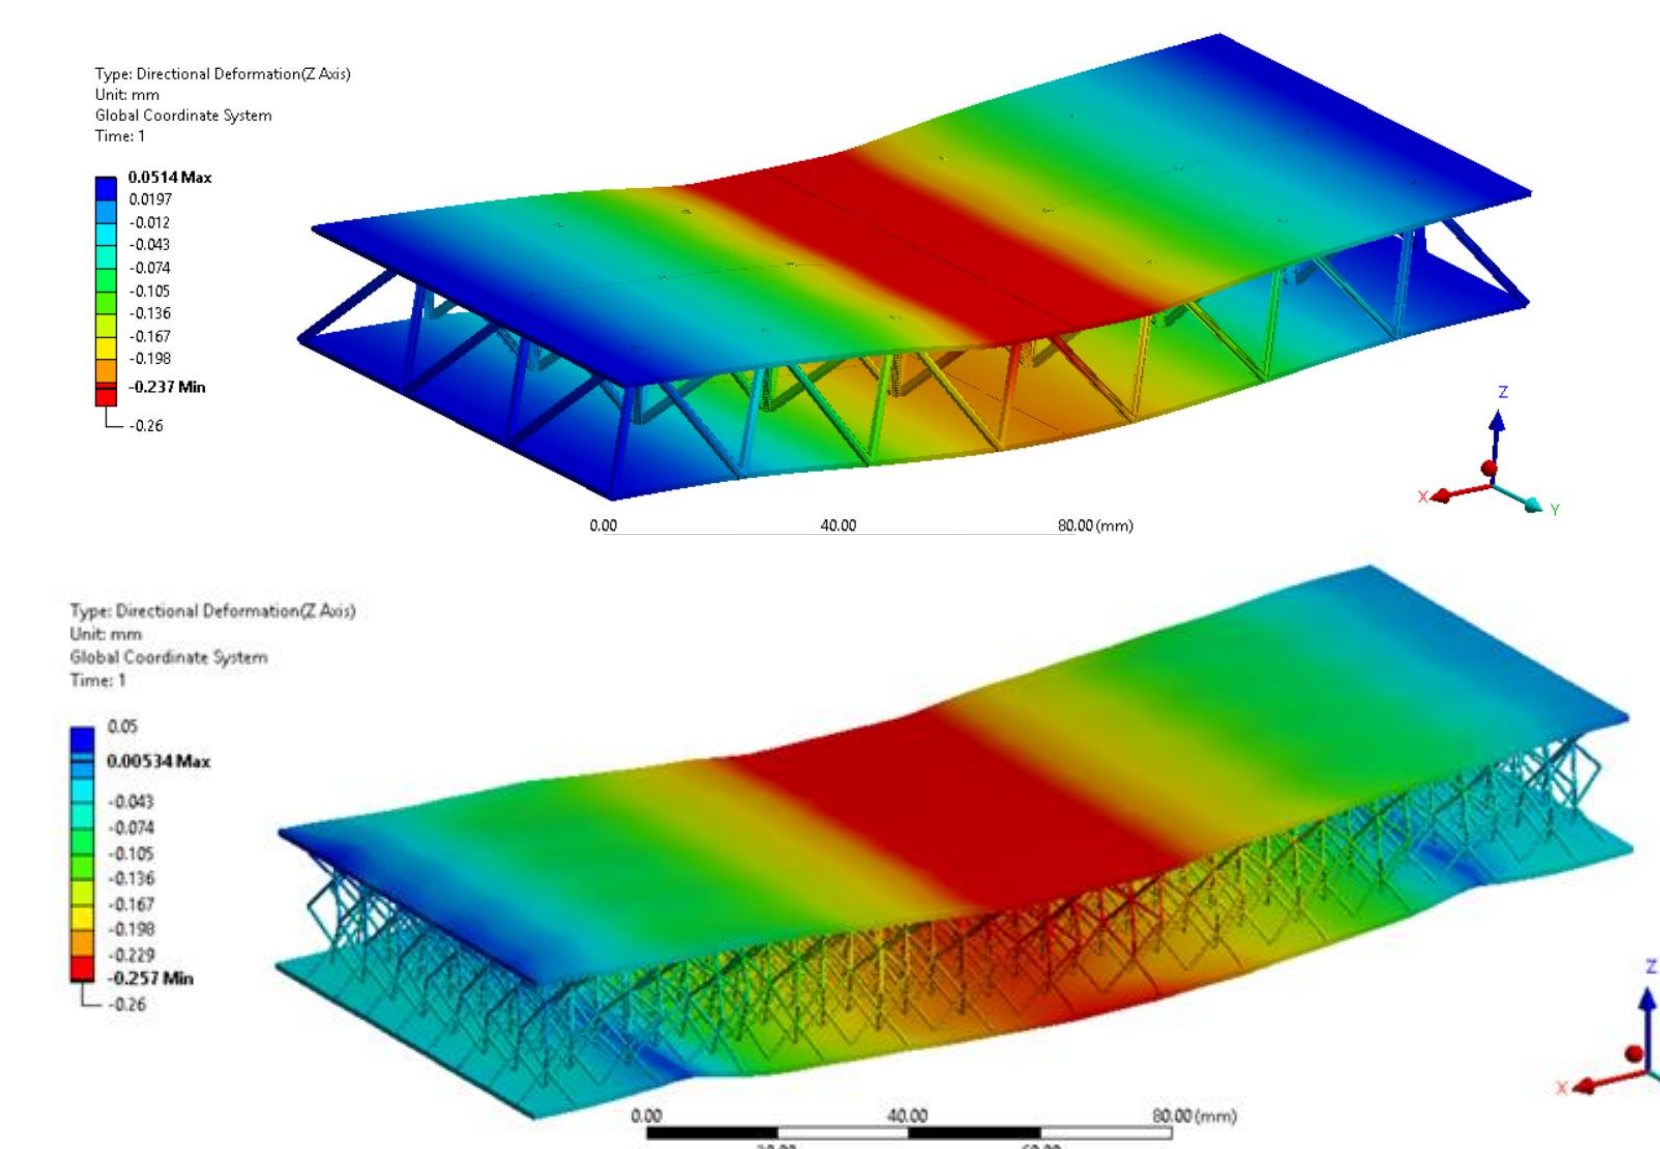 Type: Directional Deformation(Z Axis)
Unit: mm
Global Coordinate System
Time: 1
0.0514 Max
0.0197
-0.012
-0.043
-0.074
-0.105
-0.136
-0.167
-0.198
-0.237 Min
-0.26
Z
X
Y
0.00 40.00 80.00 (mm)
Type: Directional Deformation(Z Axis)
Unit: mm
Global Coordinate System
Time: 1
0.05
0.00534 Max
-0.043
-0.074
-0.105
-0.136
-0.167
-0.198
-0.229
-0.257 Min
-0.26
Z
X
0.00 40.00 80.00 (mm)